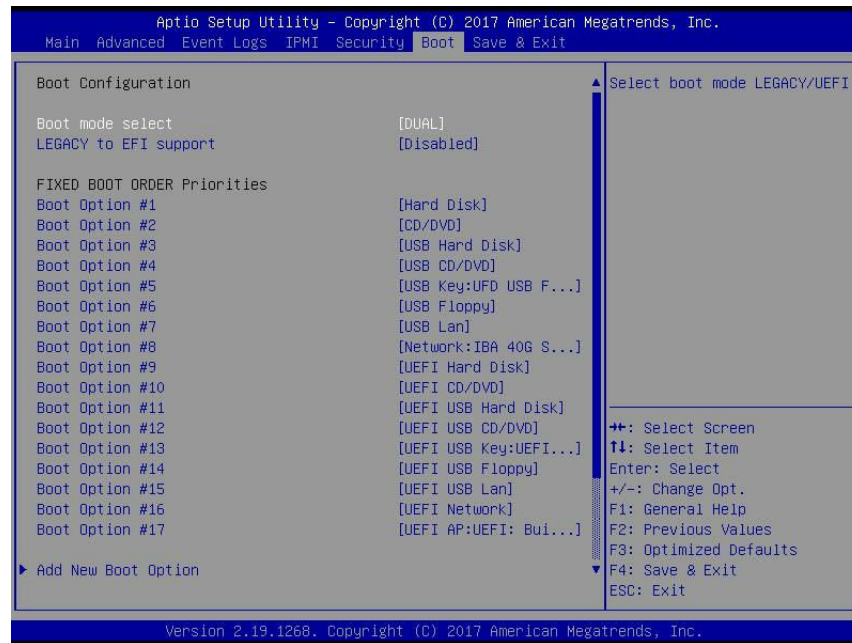 Aptio Setup Utility – Copyright (C) 2017 American Megatrends, Inc.
Main Advanced Event Logs IPMI Security Boot Save & Exit
Boot Configuration
Boot mode select [DUAL]
LEGACY to EFI support [Disabled]
FIXED BOOT ORDER Priorities
Boot Option #1 [Hard Disk]
Boot Option #2 [CD/DVD]
Boot Option #3 [USB Hard Disk]
Boot Option #4 [USB CD/DVD]
Boot Option #5 [USB Key:UFD USB F...]
Boot Option #6 [USB Floppy]
Boot Option #7 [USB Lan]
Boot Option #8 [Network:IBA 40G S...]
Boot Option #9 [UEFI Hard Disk]
Boot Option #10 [UEFI CD/DVD]
Boot Option #11 [UEFI USB Hard Disk]
Boot Option #12 [UEFI USB CD/DVD]
Boot Option #13 [UEFI USB Key:UEFI...]
Boot Option #14 [UEFI USB Floppy]
Boot Option #15 [UEFI USB Lan]
Boot Option #16 [UEFI Network]
Boot Option #17 [UEFI AP:UEFI: Bui...]
Add New Boot Option
Select boot mode LEGACY/UEFI
→←: Select Screen
↑↓: Select Item
Enter: Select
+/-: Change Opt.
F1: General Help
F2: Previous Values
F3: Optimized Defaults
F4: Save & Exit
ESC: Exit
Version 2.19.1268. Copyright (C) 2017 American Megatrends, Inc.